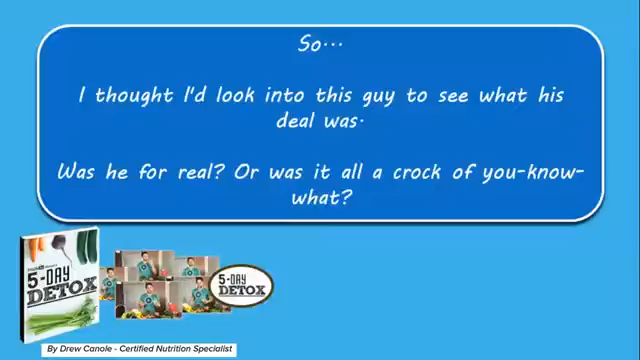 So...
I thought I'd look into this guy to see what his
deal was.
Was he for real? Or was it all a crock of you-know-
what?
5-DAY
DETOX
5-DAY
DETOX
By Drew Canole - Certified Nutrition Specialist